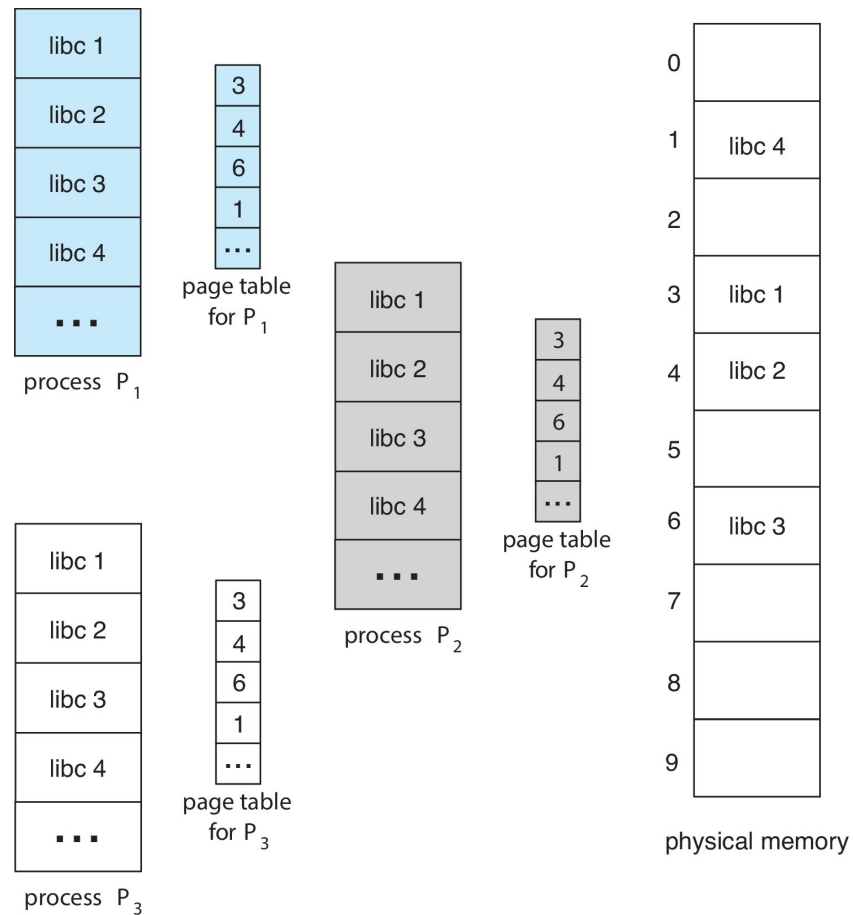 libc 1
libc 2
libc 3
libc 4
...
process P1
3
4
6
1
...
page table
for P1
libc 1
libc 2
libc 3
libc 4
...
process P2
3
4
6
1
...
page table
for P2
libc 1
libc 2
libc 3
libc 4
...
process P3
3
4
6
1
...
page table
for P3
0
1 libc 4
2
3 libc 1
4 libc 2
5
6 libc 3
7
8
9
physical memory